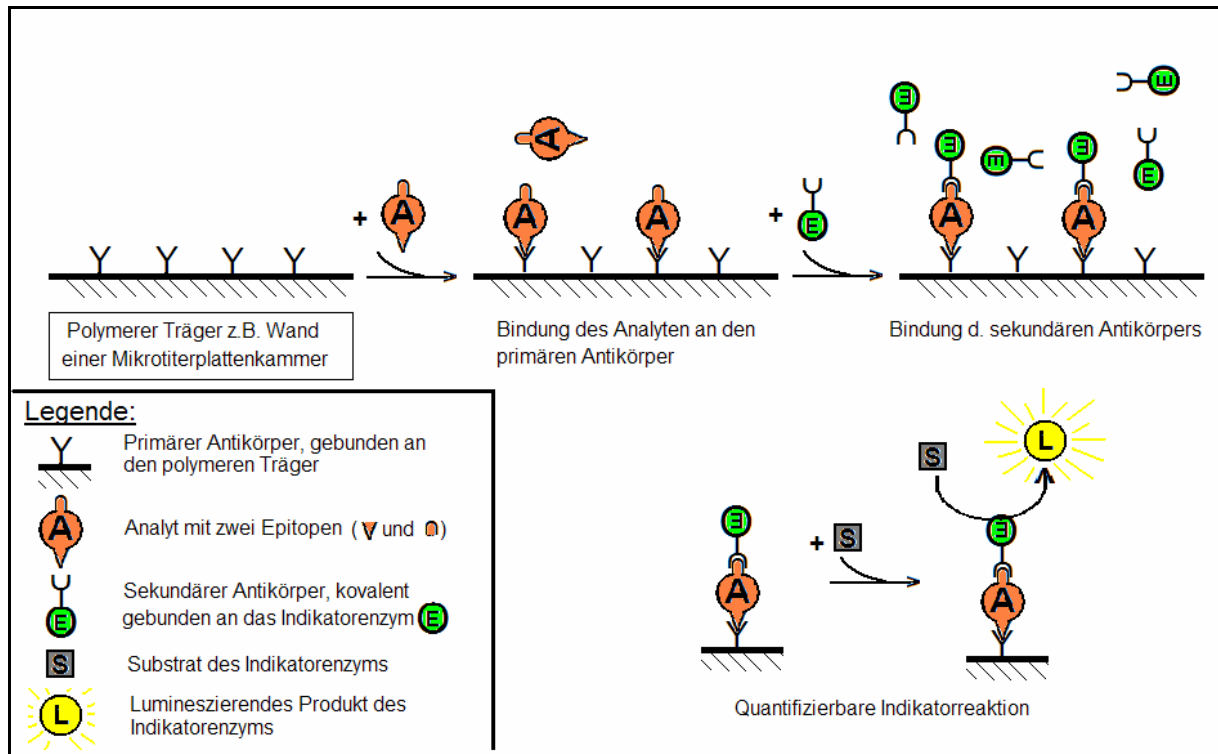 A
A
A
A
+
+
E
E
E
E
E
E
E
A
A
Y Y Y Y
Polymerer Träger z.B. Wand
einer Mikrotiterplattenkammer
Bindung des Analyten an den
primären Antikörper
Bindung d. sekundären Antikörpers
Legende:
Primärer Antikörper, gebunden an
den polymeren Träger
A
Analyt mit zwei Epitopen ( und )
E
Sekundärer Antikörper, kovalent
gebunden an das Indikatorenzym E
S
Substrat des Indikatorenzyms
L
Lumineszierendes Produkt des
Indikatorenzyms
E
A
+ S
S
L
E
A
Quantifizierbare Indikatorreaktion